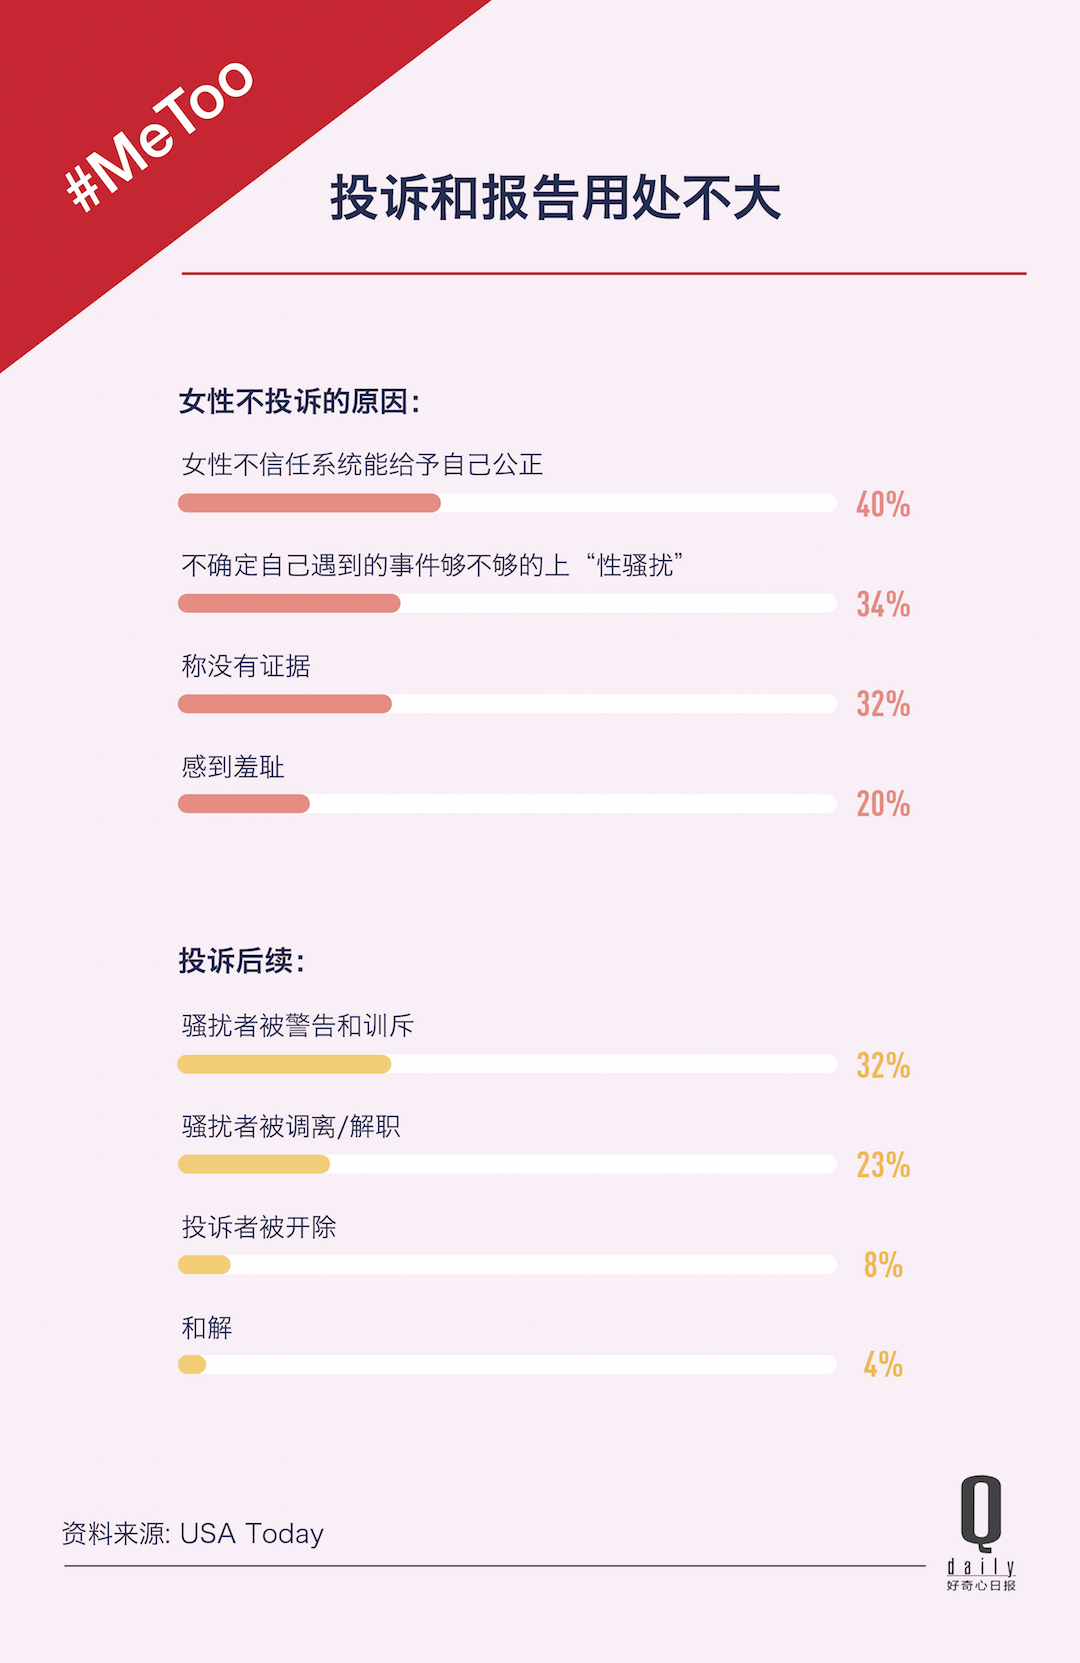 #MeToo
投诉和报告用处不大
女性不投诉的原因：
女性不信任系统能给予自己公正
40%
不确定自己遇到的事件够不够的上“性骚扰”
34%
称没有证据
32%
感到羞耻
20%
投诉后续：
骚扰者被警告和训斥
32%
骚扰者被调离/解职
23%
投诉者被开除
8%
和解
4%
资料来源: USA Today
Q
daily
好奇心日报